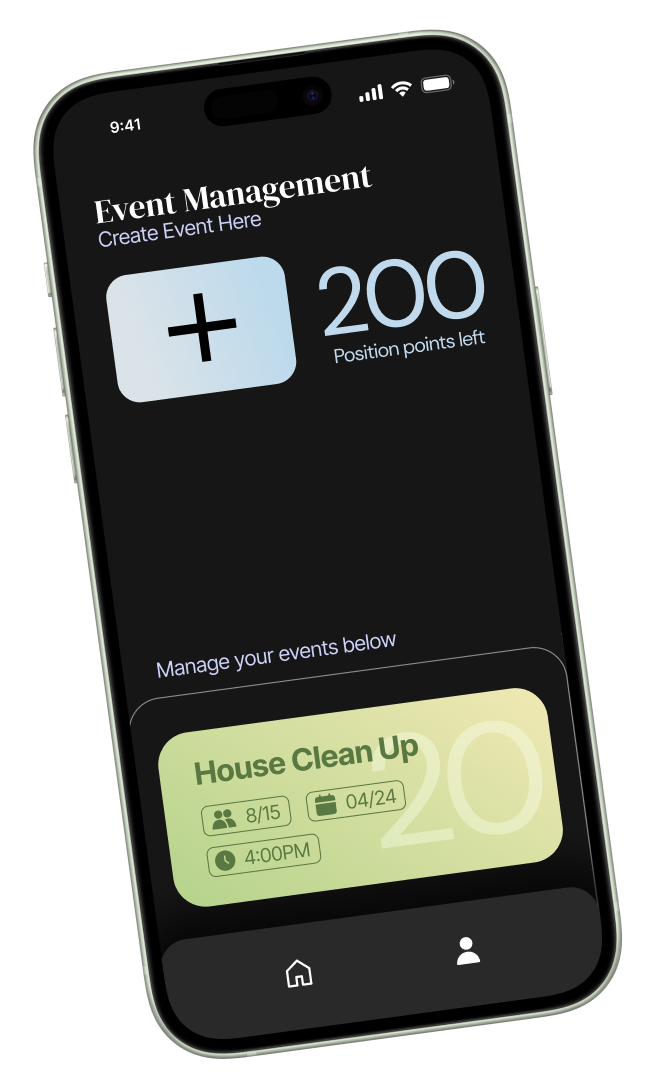 9:41
Event Management
Create Event Here
200
Position points left
Manage your events below
House Clean Up
20
8/15
04/24
4:00PM